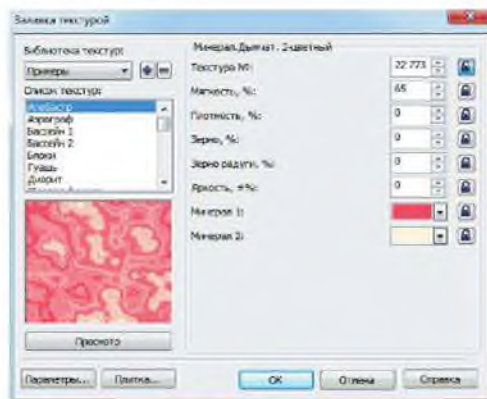 Заливка текстурой
Библиотека текстур:
Примеры
Список текстур:
Алебастр
Аэрограф
Бассейн 1
Бассейн 2
Блоки
Гуашь
Диорит
Просмотр
Минерал.Дымчат. 2-цветный
Текстура №: 22 773
Мягкость, %: 65
Плотность, %: 0
Зерно, %: 0
Зерно радуги, %: 0
Яркость, ±%: 0
Минерал 1:
Минерал 2:
Параметры... Плитка... ОК Отмена Справка